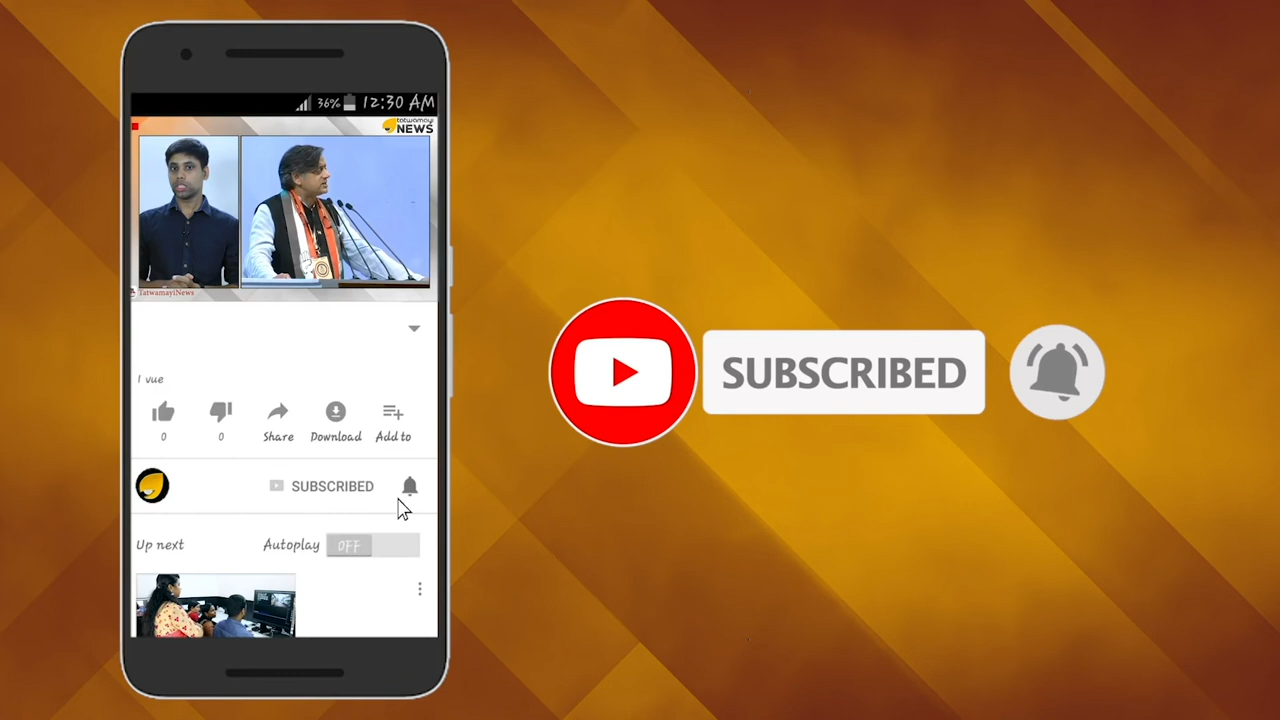 36% 12:30 AM
tatwamayi
NEWS
TatwamayiNews
1 vue
0 0 Share Download Add to
SUBSCRIBED
Up next Autoplay OFF
SUBSCRIBED